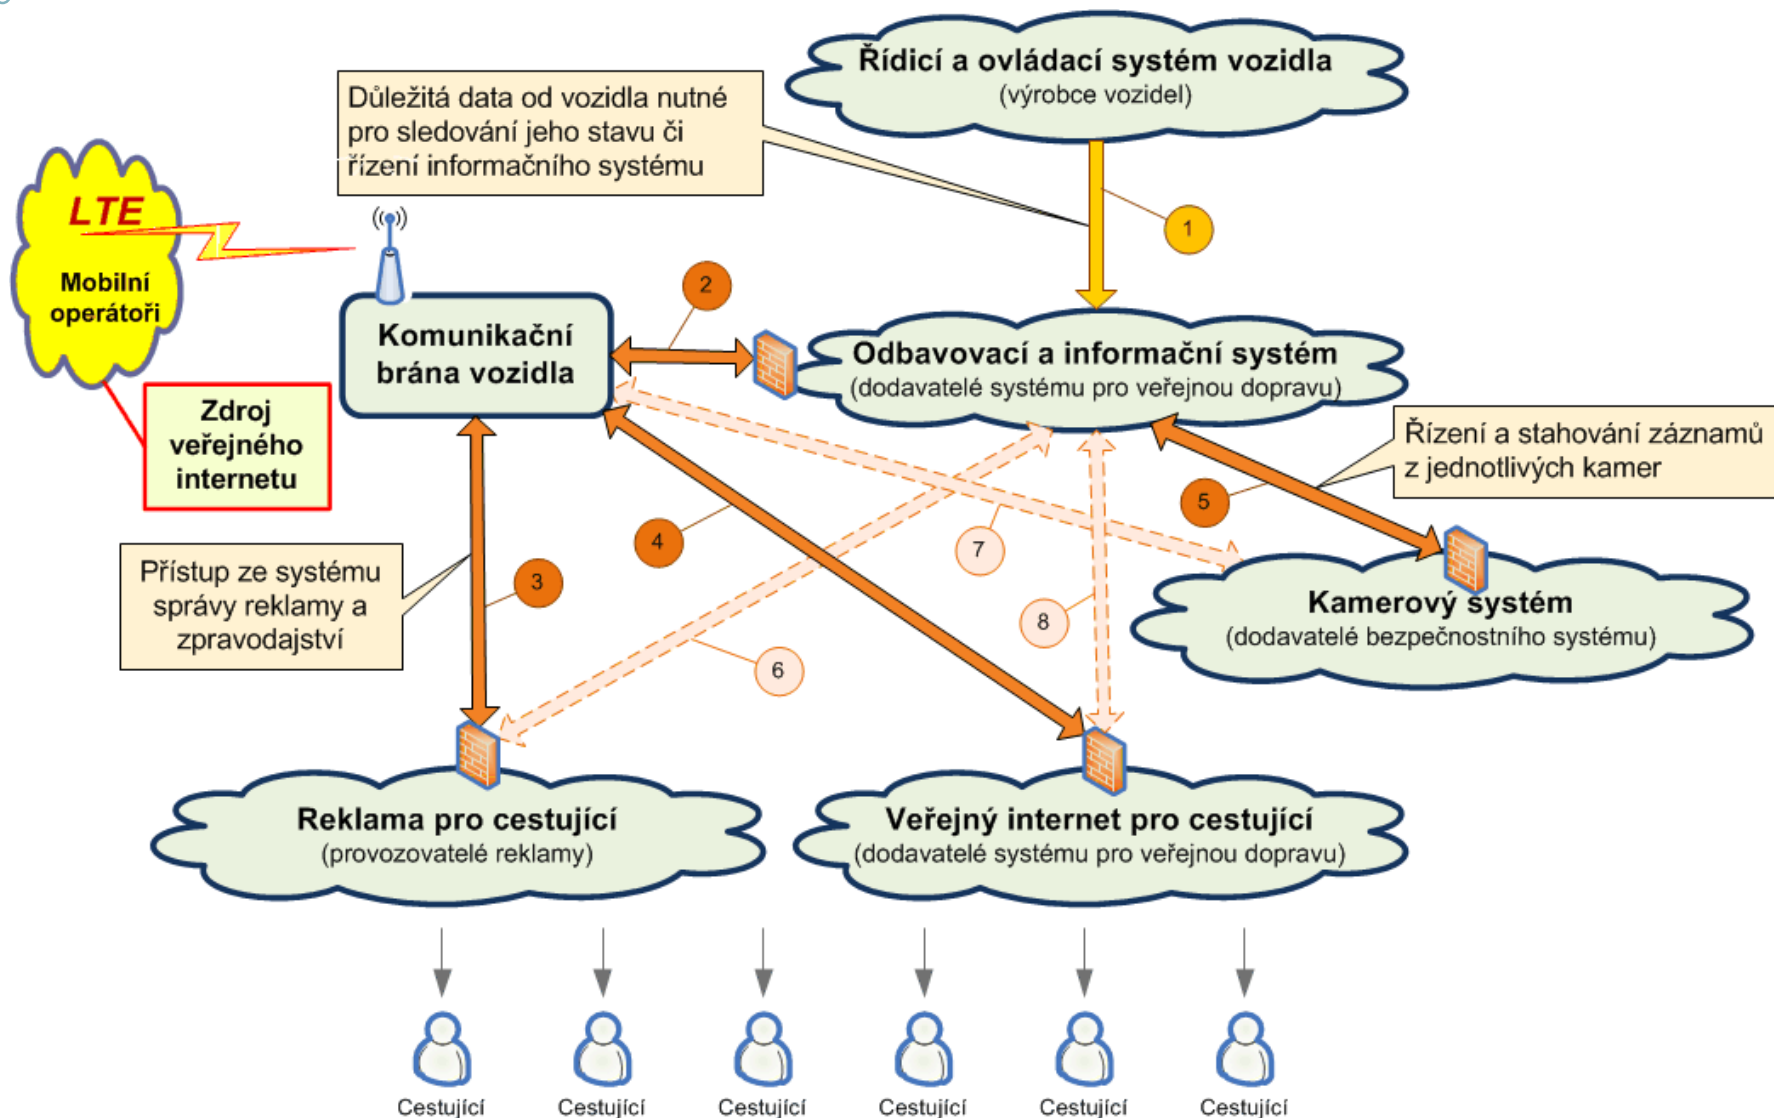 Řídicí a ovládací systém vozidla
(výrobce vozidel)
Důležitá data od vozidla nutné
pro sledování jeho stavu či
řízení informačního systému
LTE
Mobilní
operátoři
1
2
Komunikační
brána vozidla
Odbavovací a informační systém
(dodavatelé systému pro veřejnou dopravu)
Zdroj
veřejného
internetu
Řízení a stahování záznamů
z jednotlivých kamer
5
4
7
3
Přístup ze systému
správy reklamy a
zpravodajství
8
6
Kamerový systém
(dodavatelé bezpečnostního systému)
Reklama pro cestující
(provozovatelé reklamy)
Veřejný internet pro cestující
(dodavatelé systému pro veřejnou dopravu)
Cestující
Cestující
Cestující
Cestující
Cestující
Cestující